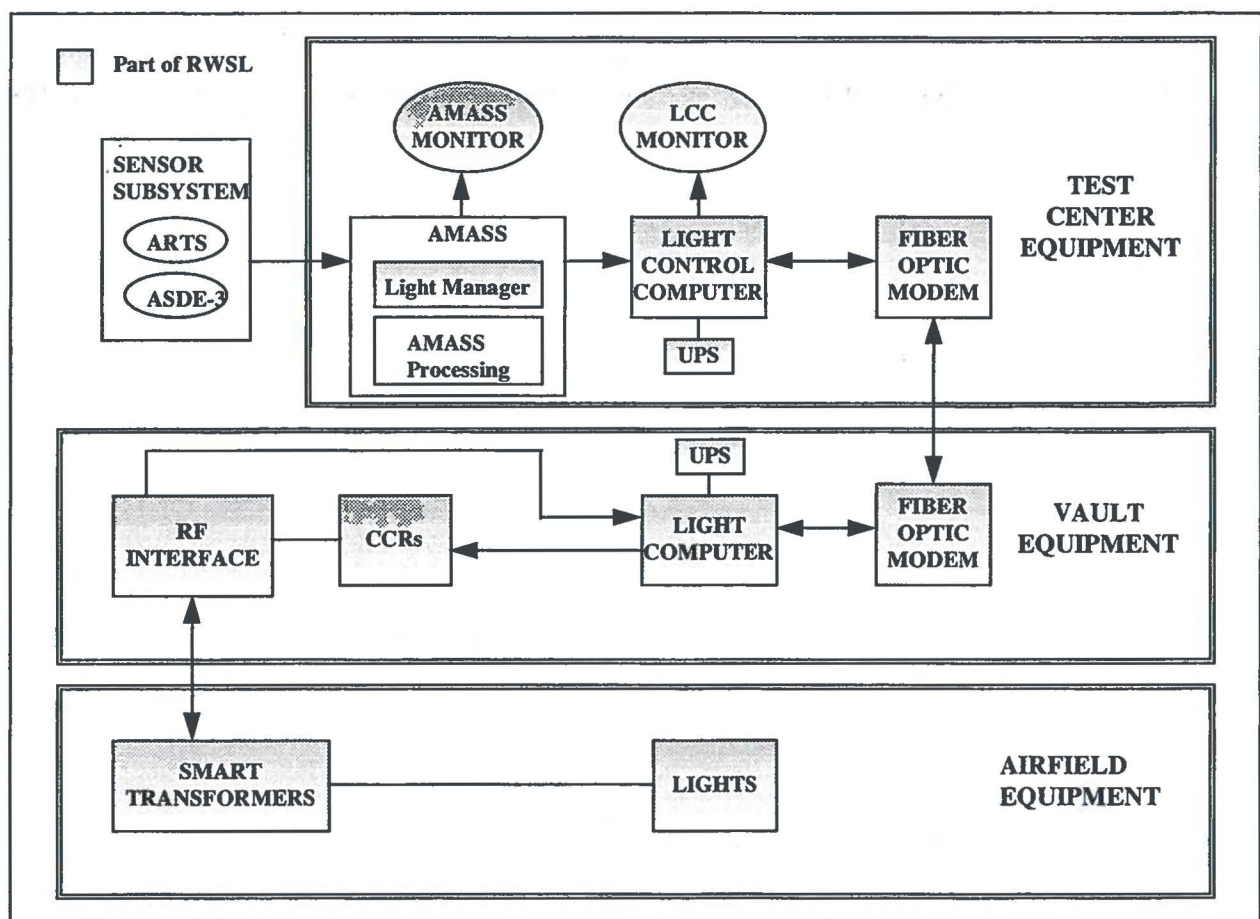 Part of RWSL
SENSOR
SUBSYSTEM
ARTS
ASDE-3
AMASS
MONITOR
LCC
MONITOR
AMASS
Light Manager
AMASS
Processing
LIGHT
CONTROL
COMPUTER
UPS
FIBER
OPTIC
MODEM
TEST
CENTER
EQUIPMENT
RF
INTERFACE
CCRs
UPS
LIGHT
COMPUTER
FIBER
OPTIC
MODEM
VAULT
EQUIPMENT
SMART
TRANSFORMERS
LIGHTS
AIRFIELD
EQUIPMENT